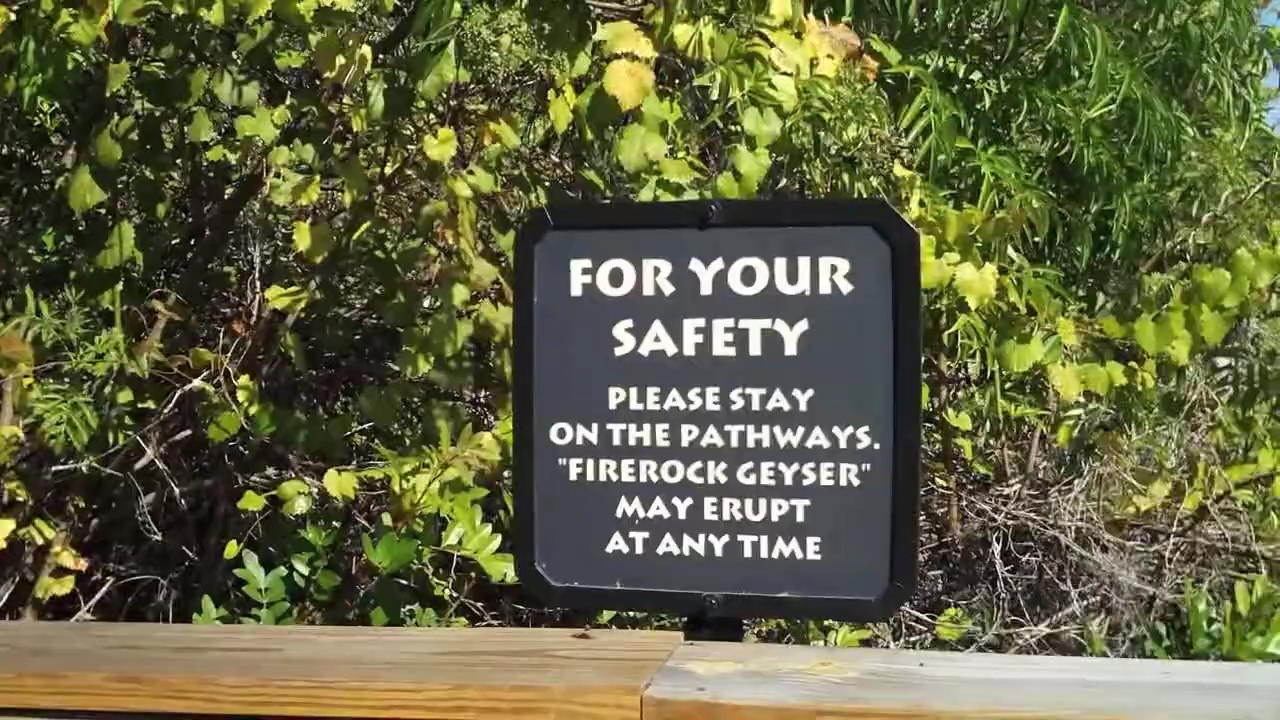 FOR YOUR
SAFETY
PLEASE STAY
ON THE PATHWAYS.
"FIREROCK GEYSER"
MAY ERUPT
AT ANY TIME